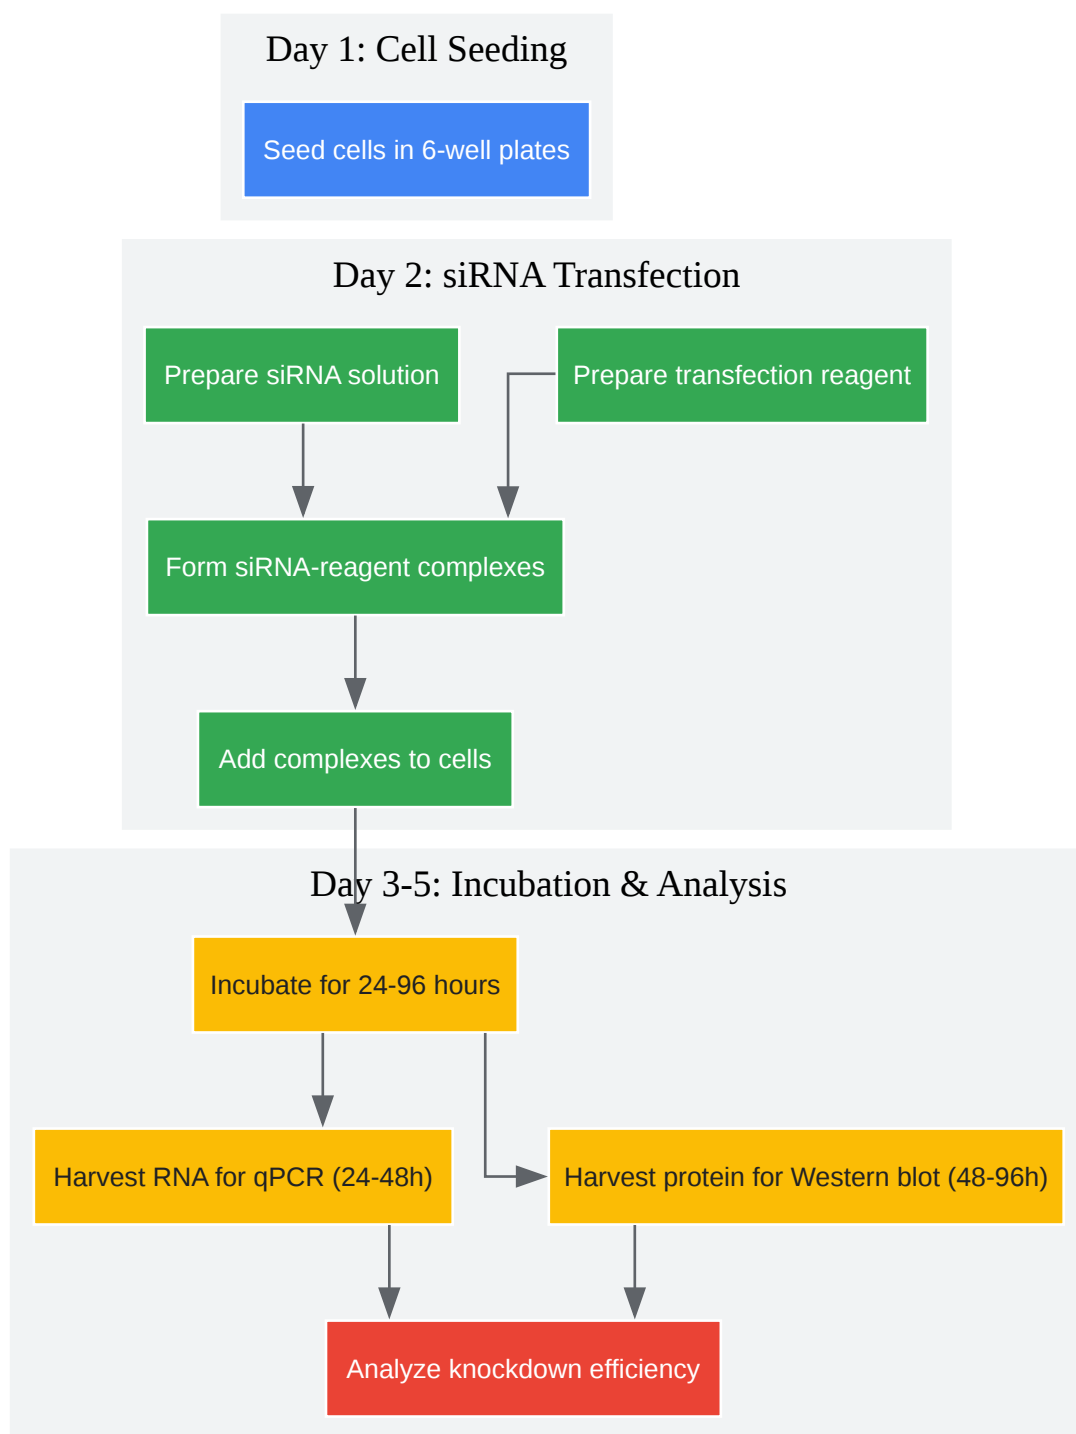 Day 1: Cell Seeding
Seed cells in 6-well plates
Day 2: siRNA Transfection
Prepare siRNA solution
Prepare transfection reagent
Form siRNA-reagent complexes
Add complexes to cells
Day 3-5: Incubation & Analysis
Incubate for 24-96 hours
Harvest RNA for qPCR (24-48h)
Harvest protein for Western blot (48-96h)
Analyze knockdown efficiency